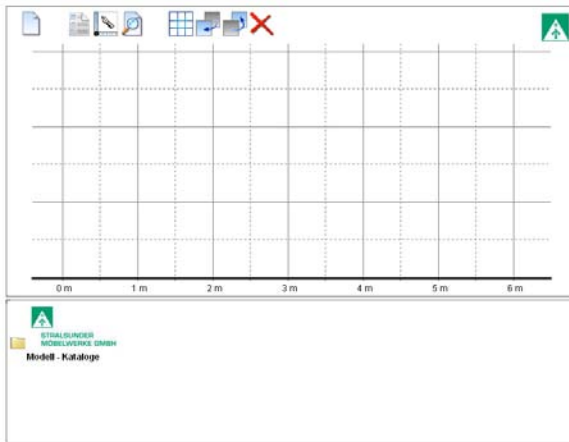 0 m 1 m 2 m 3 m 4 m 5 m 6 m
STRALSUNDER
MÖBELWERKE GMBH
Modell - Kataloge